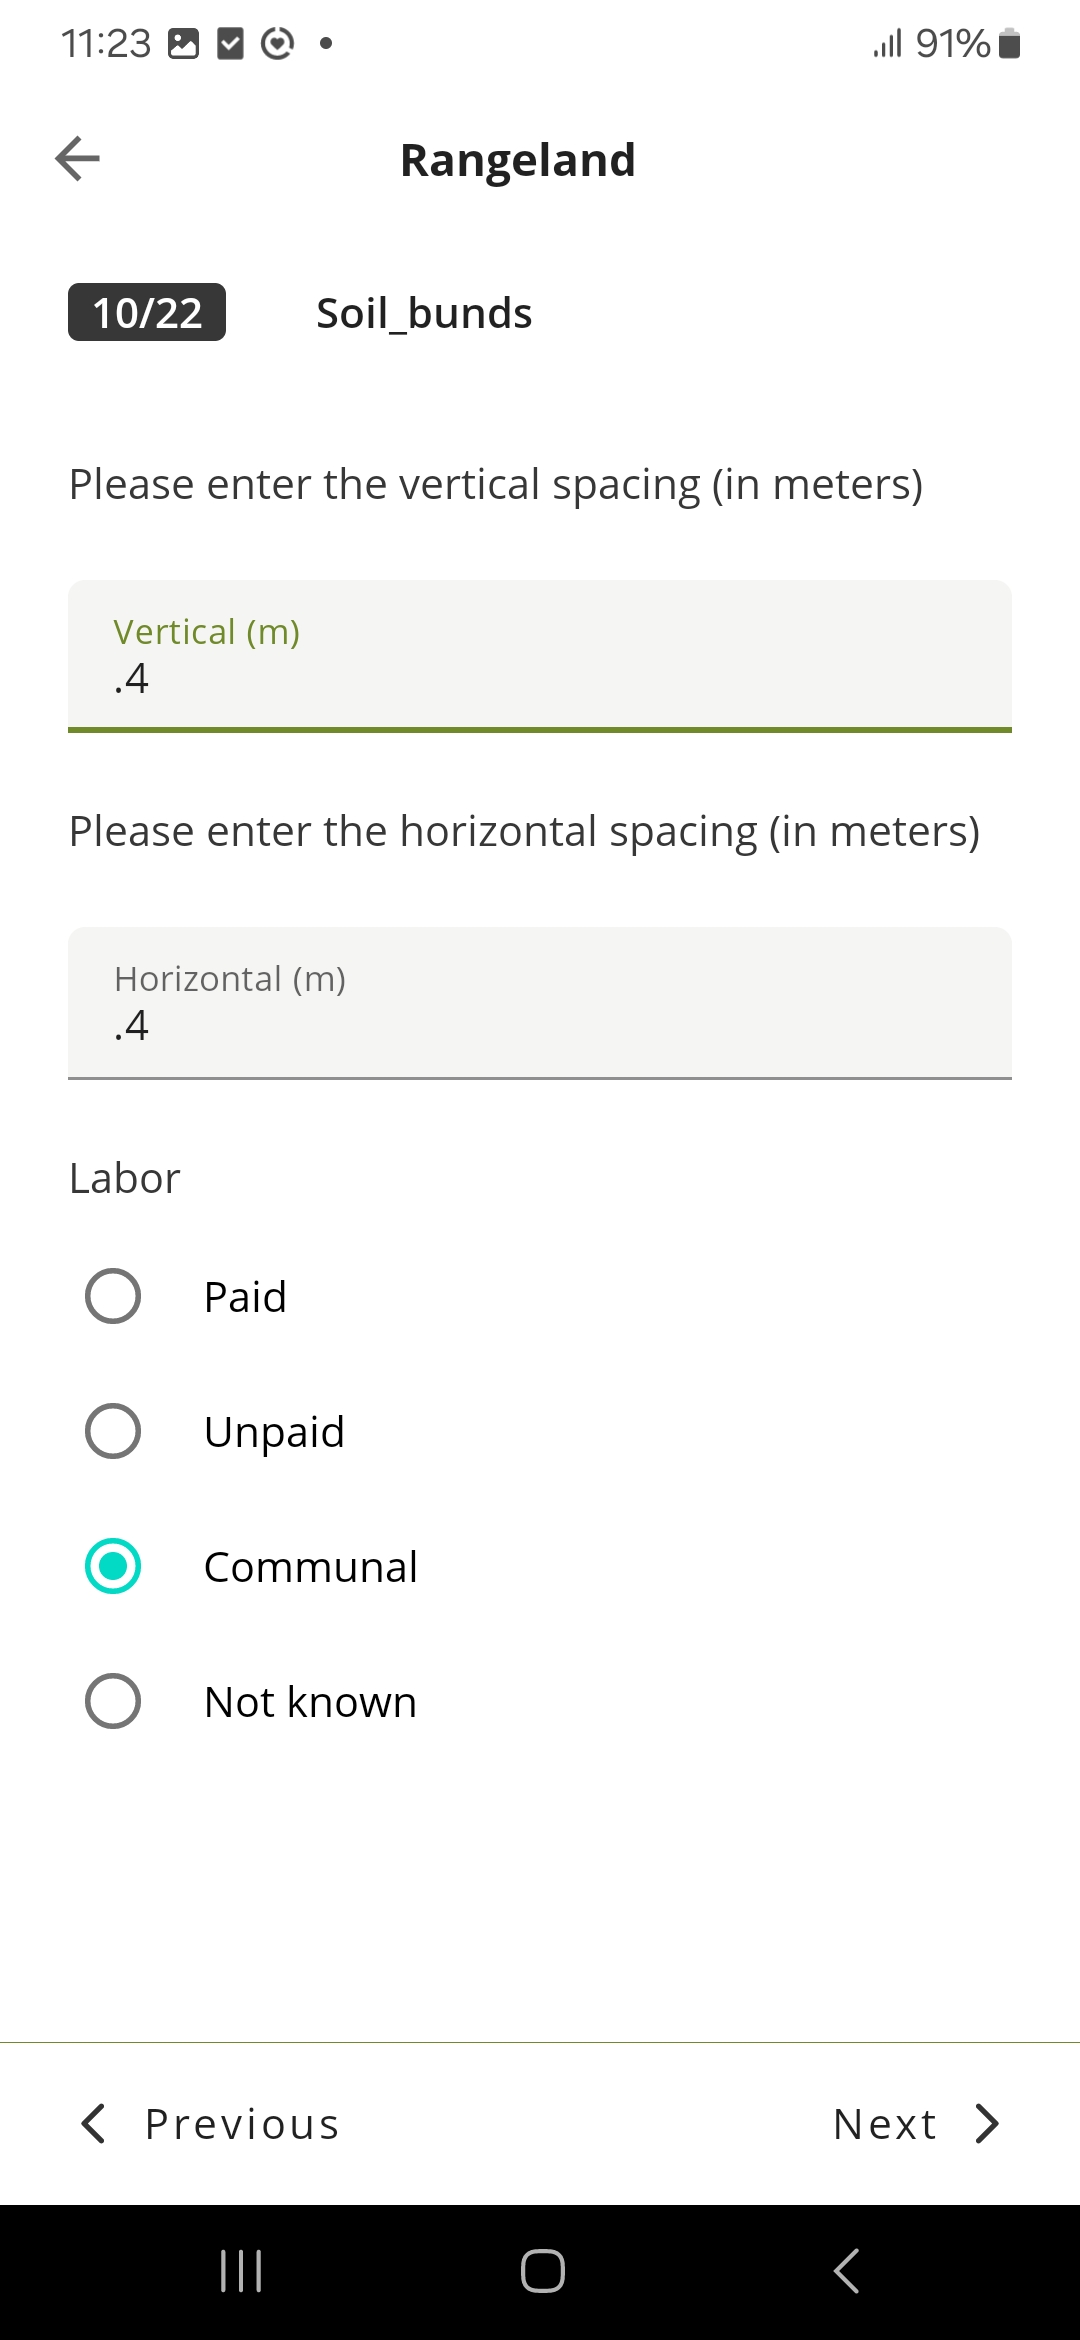 11:23
91%
Rangeland
10/22 Soil_bunds
Please enter the vertical spacing (in meters)
Vertical (m)
.4
Please enter the horizontal spacing (in meters)
Horizontal (m)
.4
Labor
Paid
Unpaid
Communal
Not known
Previous
Next